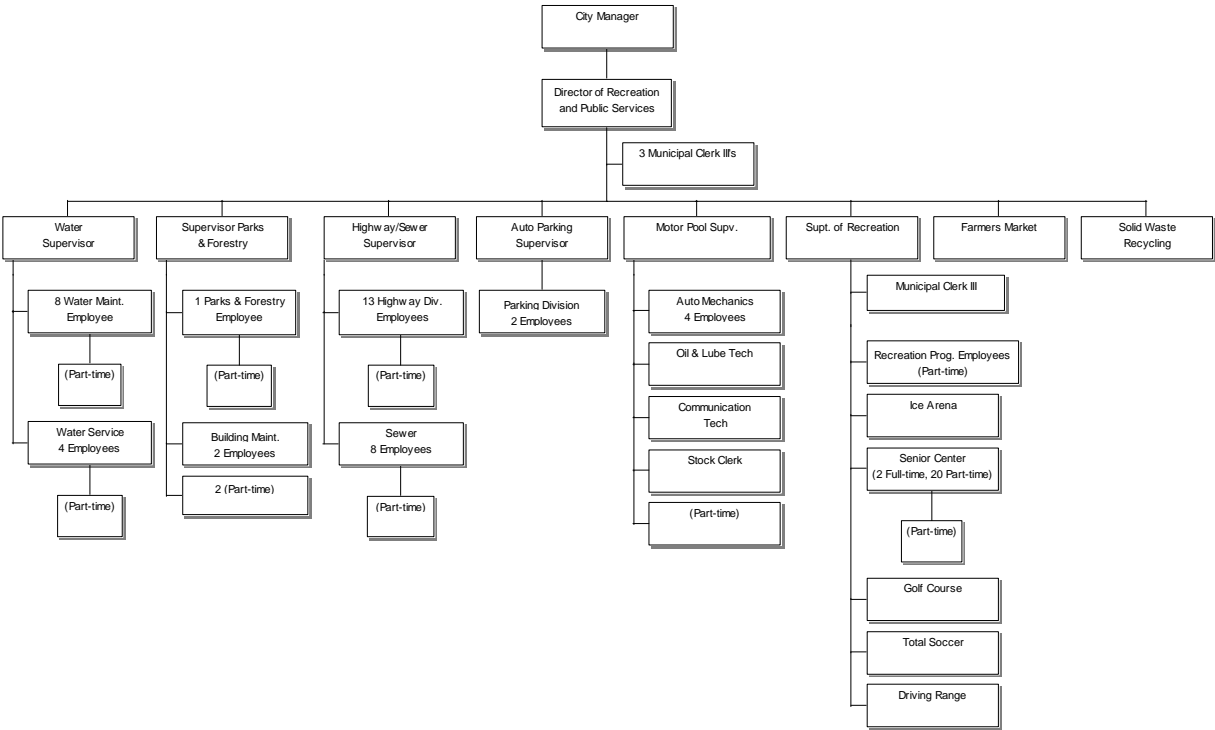 City Manager
Director of Recreation
and Public Services
3 Municipal Clerk III's
Water
Supervisor
Supervisor Parks
& Forestry
Highway/Sewer
Supervisor
Auto Parking
Supervisor
Motor Pool Supv.
Supt. of Recreation
Farmers Market
Solid Waste
Recycling
8 Water Maint.
Employee
(Part-time)
Water Service
4 Employees
(Part-time)
1 Parks & Forestry
Employee
(Part-time)
Building Maint.
2 Employees
2 (Part-time)
13 Highway Div.
Employees
(Part-time)
Sewer
8 Employees
(Part-time)
Parking Division
2 Employees
Auto Mechanics
4 Employees
Oil & Lube Tech
Communication
Tech
Stock Clerk
(Part-time)
Municipal Clerk III
Recreation Prog. Employees
(Part-time)
Ice Arena
Senior Center
(2 Full-time, 20 Part-time)
(Part-time)
Golf Course
Total Soccer
Driving Range